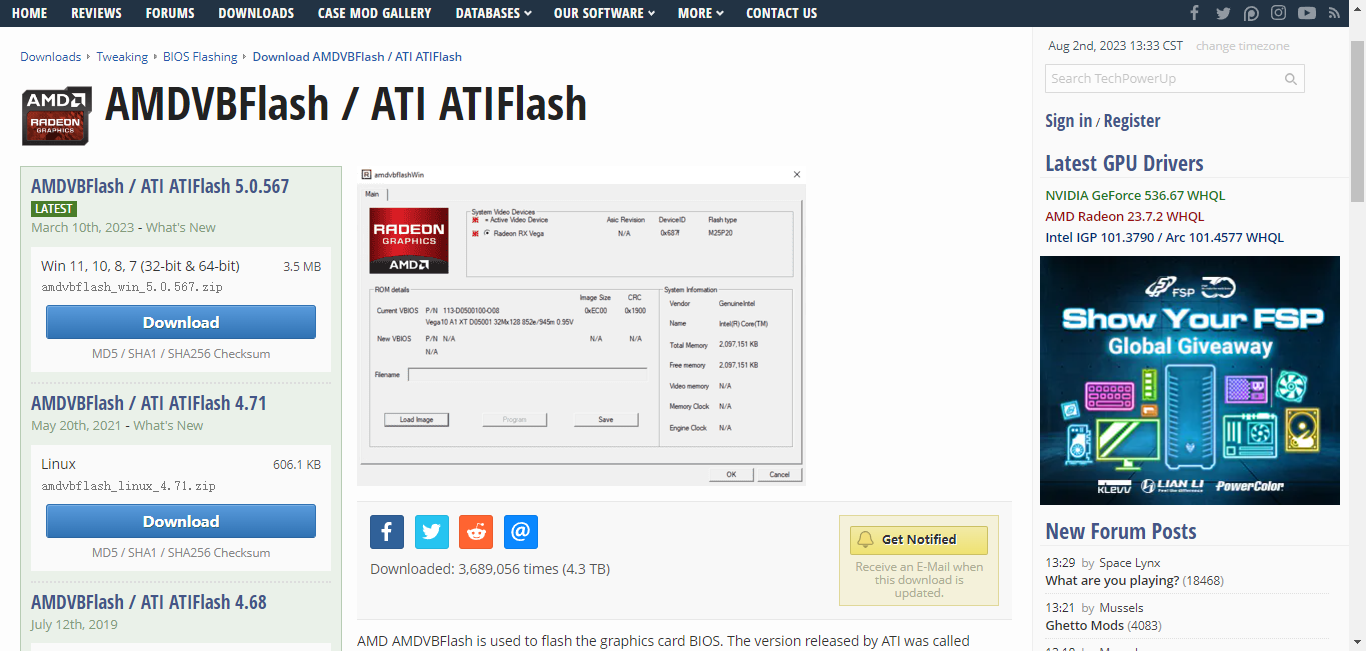 HOME REVIEWS FORUMS DOWNLOADS CASE MOD GALLERY DATABASES OUR SOFTWARE MORE CONTACT US
Downloads Tweaking BIOS Flashing Download AMDVBFlash / ATI ATIFlash
AMD RADEON GRAPHICS
AMDVBFlash / ATI ATIFlash
AMDVBFlash / ATI ATIFlash 5.0.567
LATEST
March 10th, 2023 - What's New
Win 11, 10, 8, 7 (32-bit & 64-bit) 3.5 MB
amdvbflash_win_5.0.567.zip
Download
MD5 / SHA1 / SHA256 Checksum
AMDVBFlash / ATI ATIFlash 4.71
May 20th, 2021 - What's New
Linux 606.1 KB
amdvbflash_linux_4.71.zip
Download
MD5 / SHA1 / SHA256 Checksum
AMDVBFlash / ATI ATIFlash 4.68
July 12th, 2019
amdvbflashWin
Main
RADEON
GRAPHICS
AMD
System Video Devices
= Active Video Device Asic Revision DeviceID Flash type
Radeon RX Vega N/A 0x687f M25P20
ROM details
Image Size CRC
Current VBIOS P/N 113-D0500100-O08 0xEC00 0x1900
Vega10 A1 XT D05001 32Mx128 852e/945m 0.95V
New VBIOS P/N N/A N/A N/A
N/A
Filename
Load Image Program Save
System Information
Vendor GenuineIntel
Name Intel(R) Core(TM)
Total Memory 2,097,151 KB
Free memory 2,097,151 KB
Video memory N/A
Memory Clock N/A
Engine Clock N/A
OK Cancel
Downloaded: 3,689,056 times (4.3 TB)
Get Notified
Receive an E-Mail when
this download is
updated.
AMD AMDVBFlash is used to flash the graphics card BIOS. The version released by ATI was called
Aug 2nd, 2023 13:33 CST change timezone
Search TechPowerUp
Sign in / Register
Latest GPU Drivers
NVIDIA GeForce 536.67 WHQL
AMD Radeon 23.7.2 WHQL
Intel IGP 101.3790 / Arc 101.4577 WHQL
FSP
Show Your FSP
Global Giveaway
KLEVV LIAN LI PowerColor
New Forum Posts
13:29 by Space Lynx
What are you playing? (18468)
13:21 by Mussels
Ghetto Mods (4083)